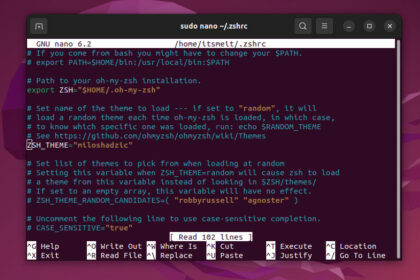 sudo nano ~/.zshrc
GNU nano 6.2 /home/itsmeit/.zshrc
# If you come from bash you might have to change your $PATH.
# export PATH=$HOME/bin:/usr/local/bin:$PATH
# Path to your oh-my-zsh installation.
export ZSH="$HOME/.oh-my-zsh"
# Set name of the theme to load --- if set to "random", it will
# load a random theme each time oh-my-zsh is loaded, in which case,
# to know which specific one was loaded, run: echo $RANDOM_THEME
# See https://github.com/ohmyzsh/ohmyzsh/wiki/Themes
ZSH_THEME="miloshadzic"
# Set list of themes to pick from when loading at random
# Setting this variable when ZSH_THEME=random will cause zsh to load
# a theme from this variable instead of looking in $ZSH/themes/
# If set to an empty array, this variable will have no effect.
# ZSH_THEME_RANDOM_CANDIDATES=( "robbyrussell" "agnoster" )
# Uncomment the following line to use case-sensitive completion.
# CASE_SENSITIVE="true"
[ Read 102 lines ]
^G Help ^O Write Out ^W Where Is ^K Cut ^T Execute ^C Location
^X Exit ^R Read File ^\ Replace ^U Paste ^J Justify ^/ Go To Line